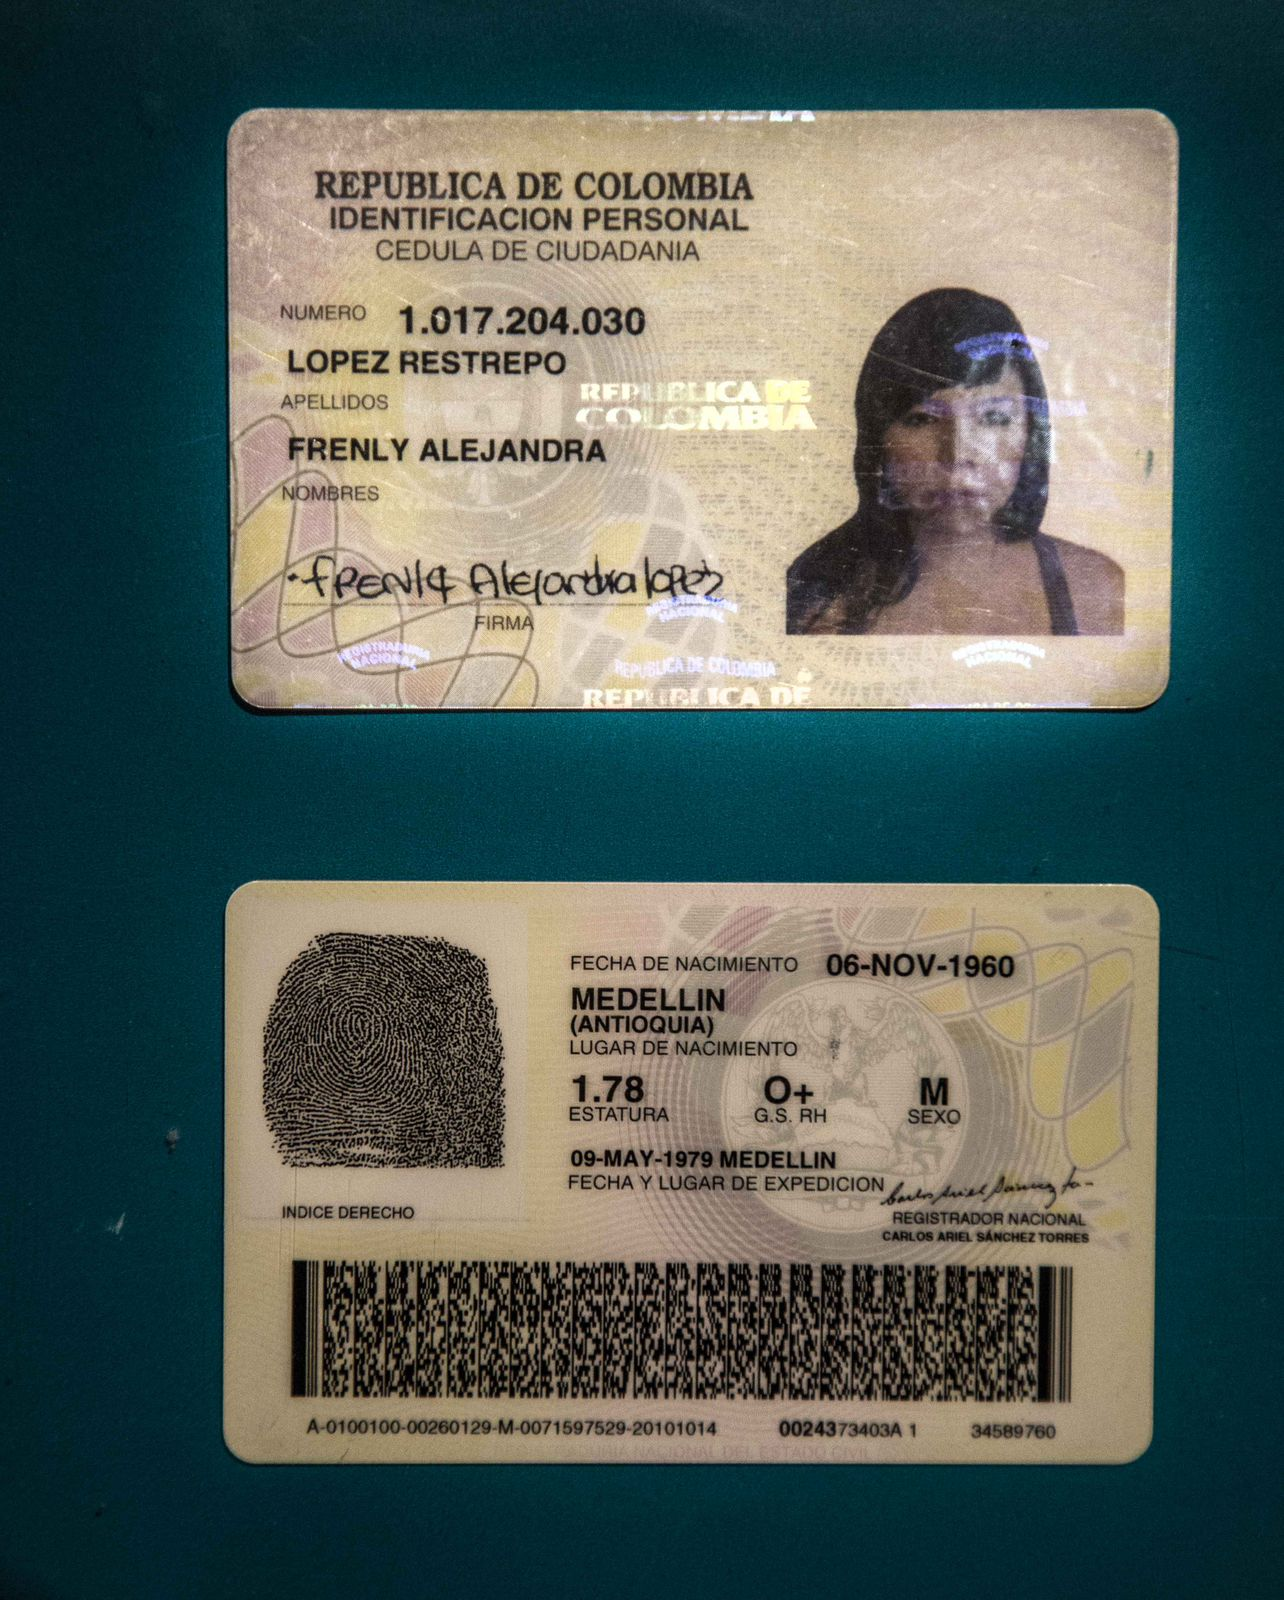 REPUBLICA DE COLOMBIA
IDENTIFICACION PERSONAL
CEDULA DE CIUDADANIA
NUMERO 1.017.204.030
LOPEZ RESTREPO
APELLIDOS
REPUBLICA DE
COLOMBIA
FRENLY ALEJANDRA
NOMBRES
Frenly Alejandra lopez
FIRMA
REGISTRADURIA
NACIONAL
REGISTRADURIA
NACIONAL
REGISTRADURIA
NACIONAL
REPUBLICA DE COLOMBIA
REPUBLICA DE
FECHA DE NACIMIENTO 06-NOV-1960
MEDELLIN
(ANTIOQUIA)
LUGAR DE NACIMIENTO
1.78 O+ M
ESTATURA G.S. RH SEXO
09-MAY-1979 MEDELLIN
FECHA Y LUGAR DE EXPEDICION
REGISTRADOR NACIONAL
CARLOS ARIEL SÁNCHEZ TORRES
INDICE DERECHO
A-0100100-00260129-M-0071597529-20101014 0024373403A 1 34589760
NACIONAL DEL ESTADO CIVIL